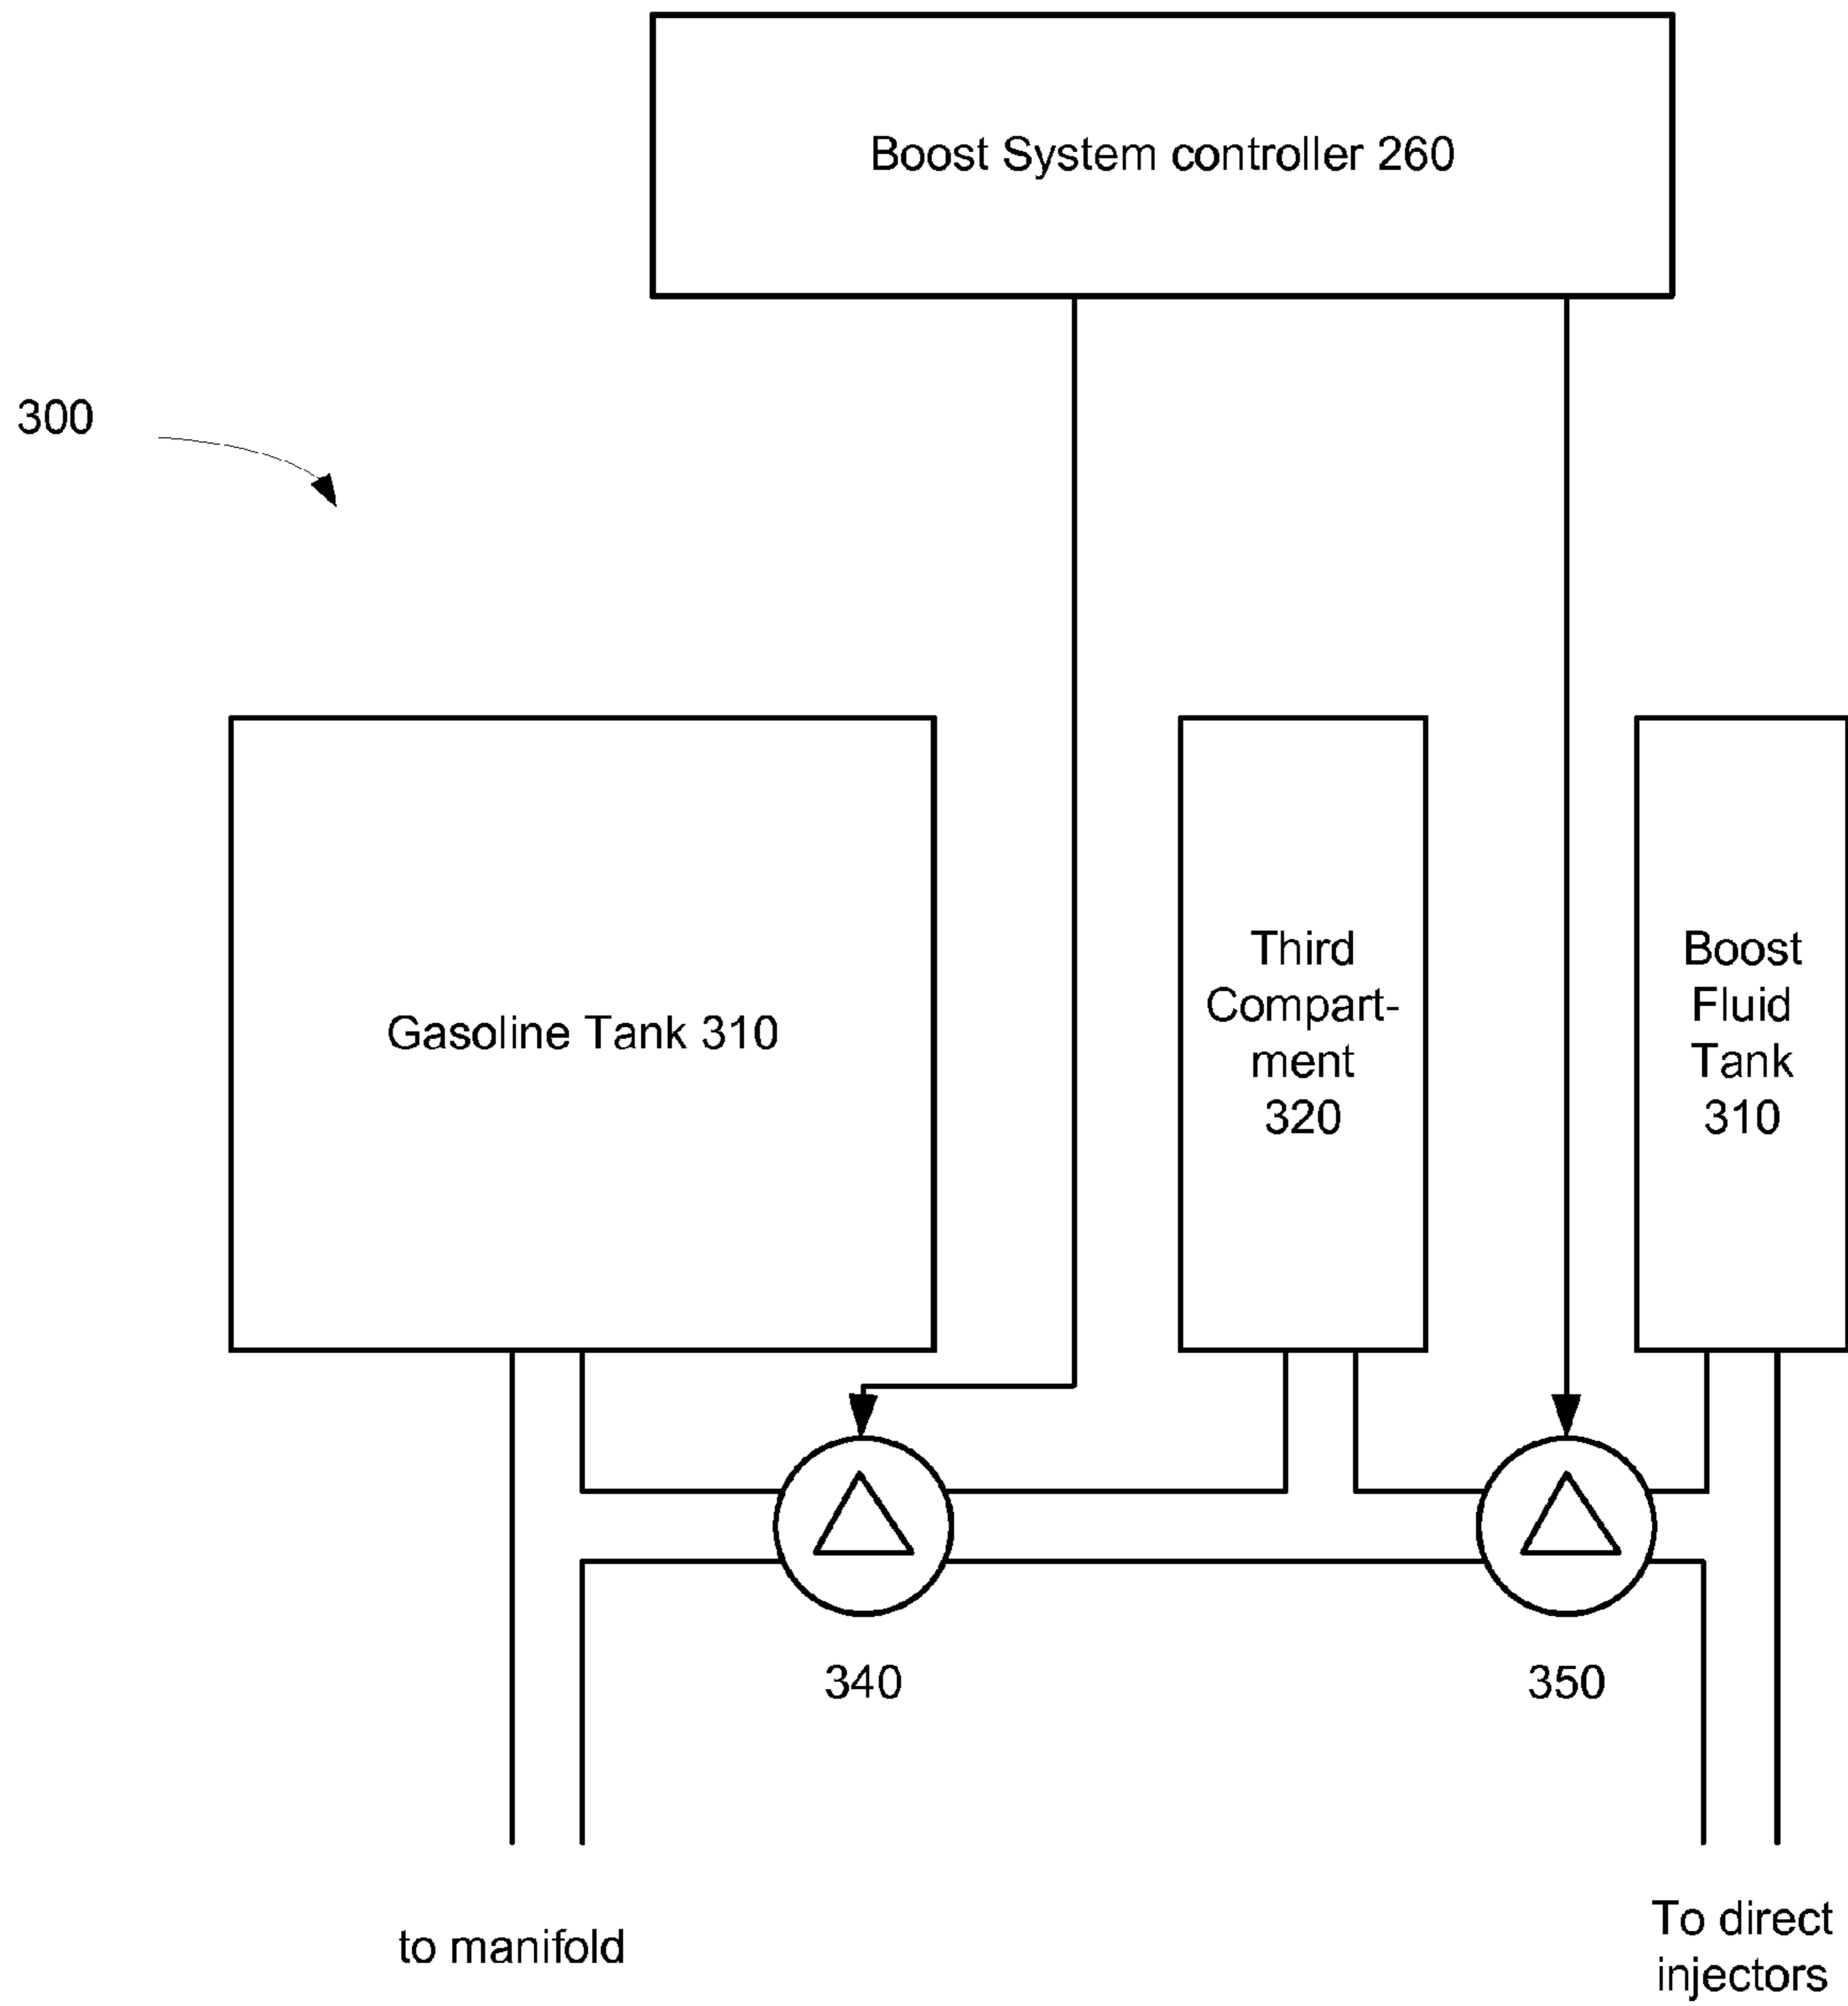 Boost System controller 260
300
Gasoline Tank 310
Third
Compart-
ment
320
Boost
Fluid
Tank
310
340
350
to manifold
To direct
injectors